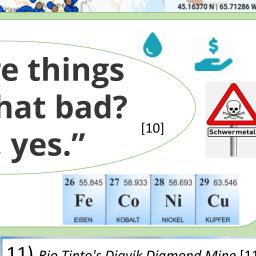 45.16370 N | 65.71286 W
re things
hat bad?
yes.”
[10]
$
Schwermetal
26 55.845 27 58.933 28 58.693 29 63.546
Fe Co Ni Cu
EISEN KOBALT NICKEL KUPFER
11) Rio Tinto's Diavik Diamond Mine [11